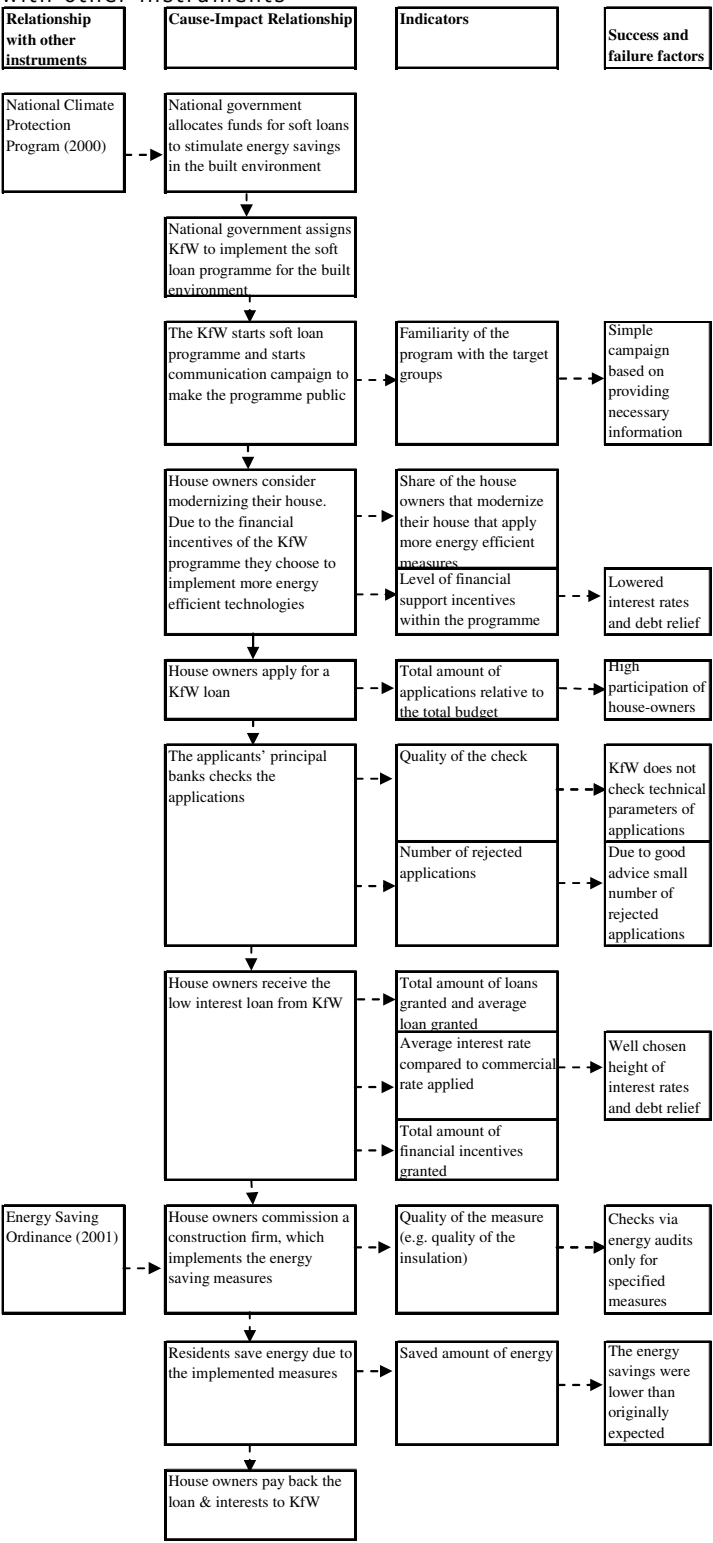 with other instruments
Relationship
with other
instruments
Cause-Impact Relationship
Indicators
Success and
failure factors
National Climate
Protection
Program (2000)
National government
allocates funds for soft loans
to stimulate energy savings
in the built environment
National government assigns
KfW to implement the soft
loan programme for the built
environment
The KfW starts soft loan
programme and starts
communication campaign to
make the programme public
Familiarity of the
program with the target
groups
Simple
campaign
based on
providing
necessary
information
House owners consider
modernizing their house.
Due to the financial
incentives of the KfW
programme they choose to
implement more energy
efficient technologies
Share of the house
owners that modernize
their house that apply
more energy efficient
measures
Level of financial
support incentives
within the programme
Lowered
interest rates
and debt relief
House owners apply for a
KfW loan
Total amount of
applications relative to
the total budget
High
participation of
house-owners
The applicants' principal
banks checks the
applications
Quality of the check
KfW does not
check technical
parameters of
applications
Number of rejected
applications
Due to good
advice small
number of
rejected
applications
House owners receive the
low interest loan from KfW
Total amount of loans
granted and average
loan granted
Average interest rate
compared to commercial
rate applied
Well chosen
height of
interest rates
and debt relief
Total amount of
financial incentives
granted
Energy Saving
Ordinance (2001)
House owners commission a
construction firm, which
implements the energy
saving measures
Quality of the measure
(e.g. quality of the
insulation)
Checks via
energy audits
only for
specified
measures
Residents save energy due to
the implemented measures
Saved amount of energy
The energy
savings were
lower than
originally
expected
House owners pay back the
loan & interests to KfW